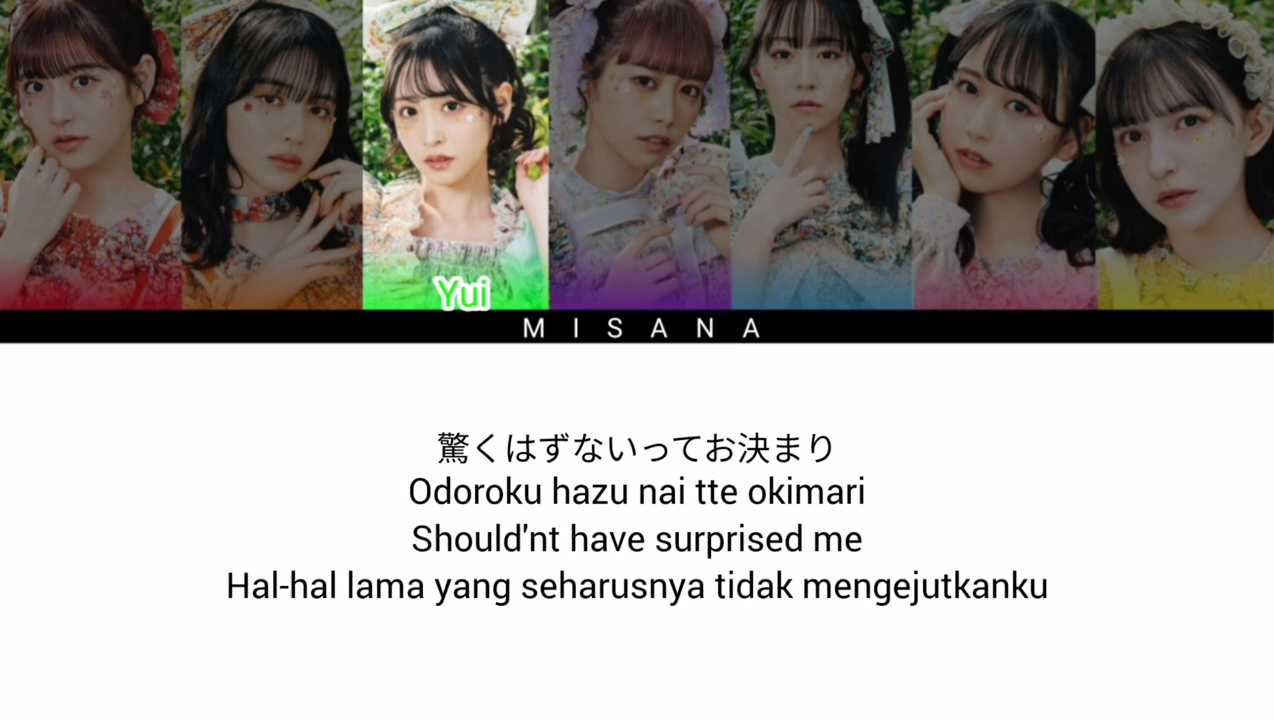 Yui
MISANA
驚くはずないってお決まり
Odoroku hazu nai tte okimari
Should'nt have surprised me
Hal-hal lama yang seharusnya tidak mengejutkanku